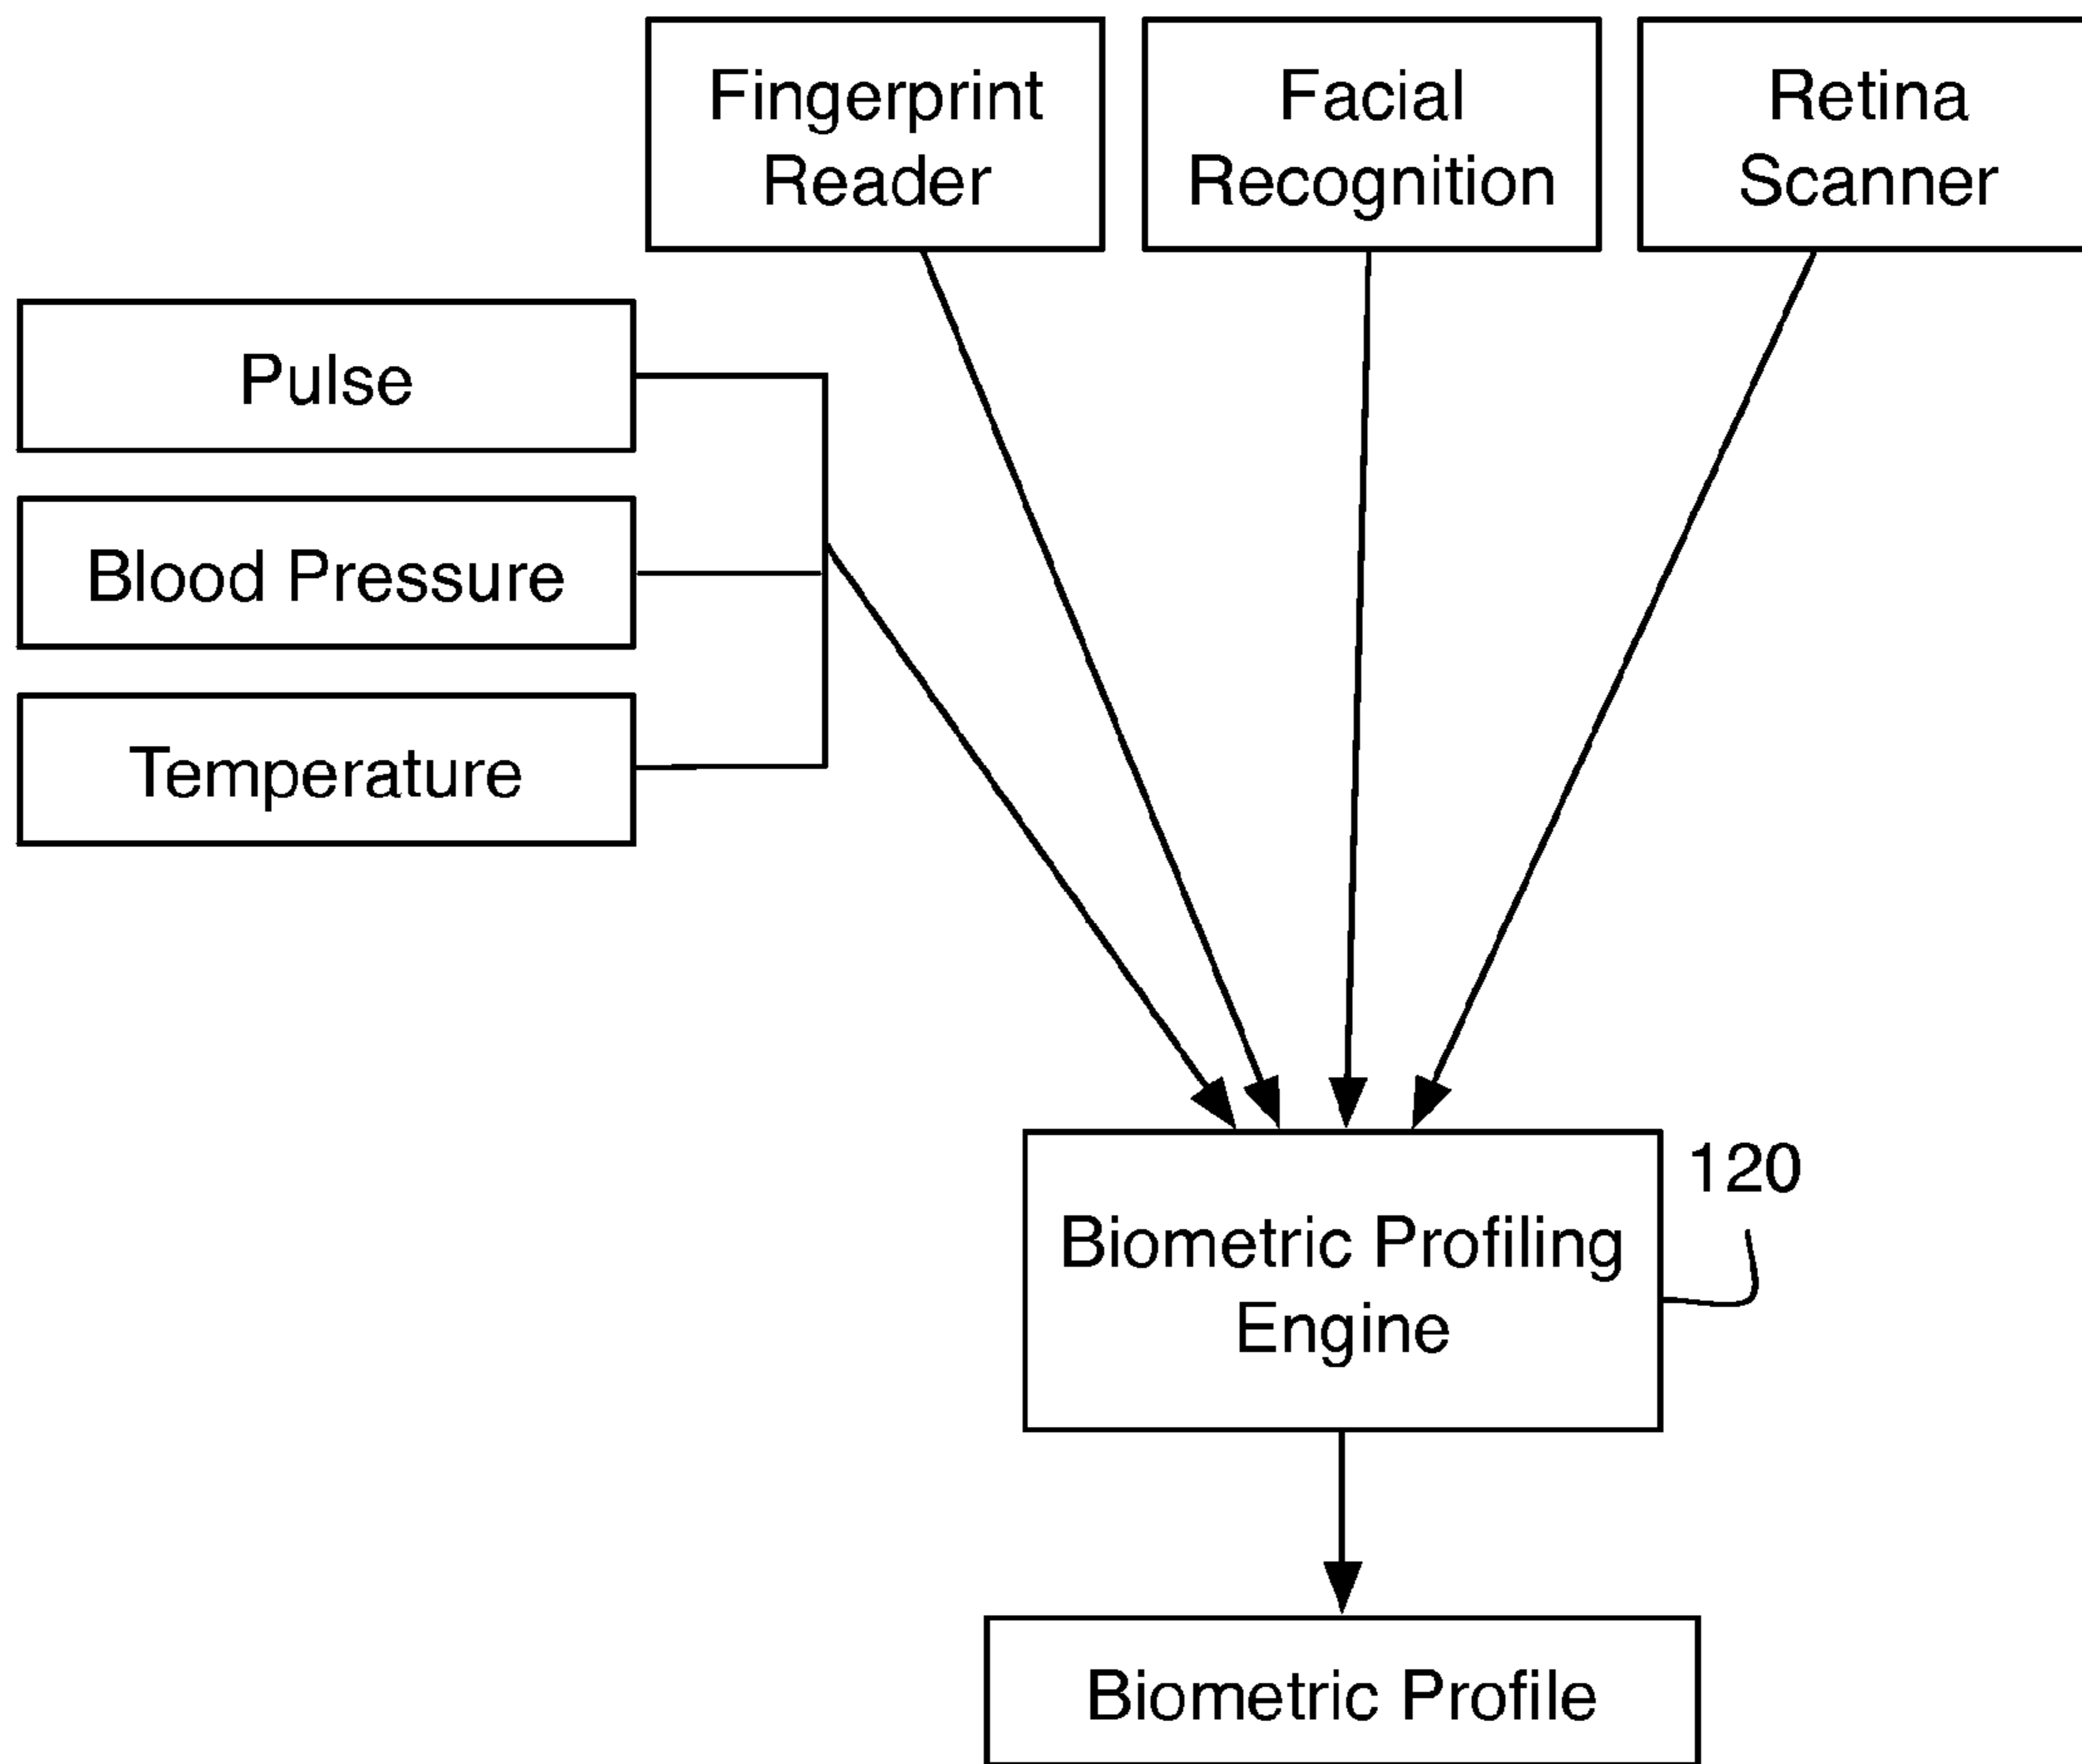 Fingerprint
Reader
Facial
Recognition
Retina
Scanner
Pulse
Blood Pressure
Temperature
120
Biometric Profiling
Engine
Biometric Profile